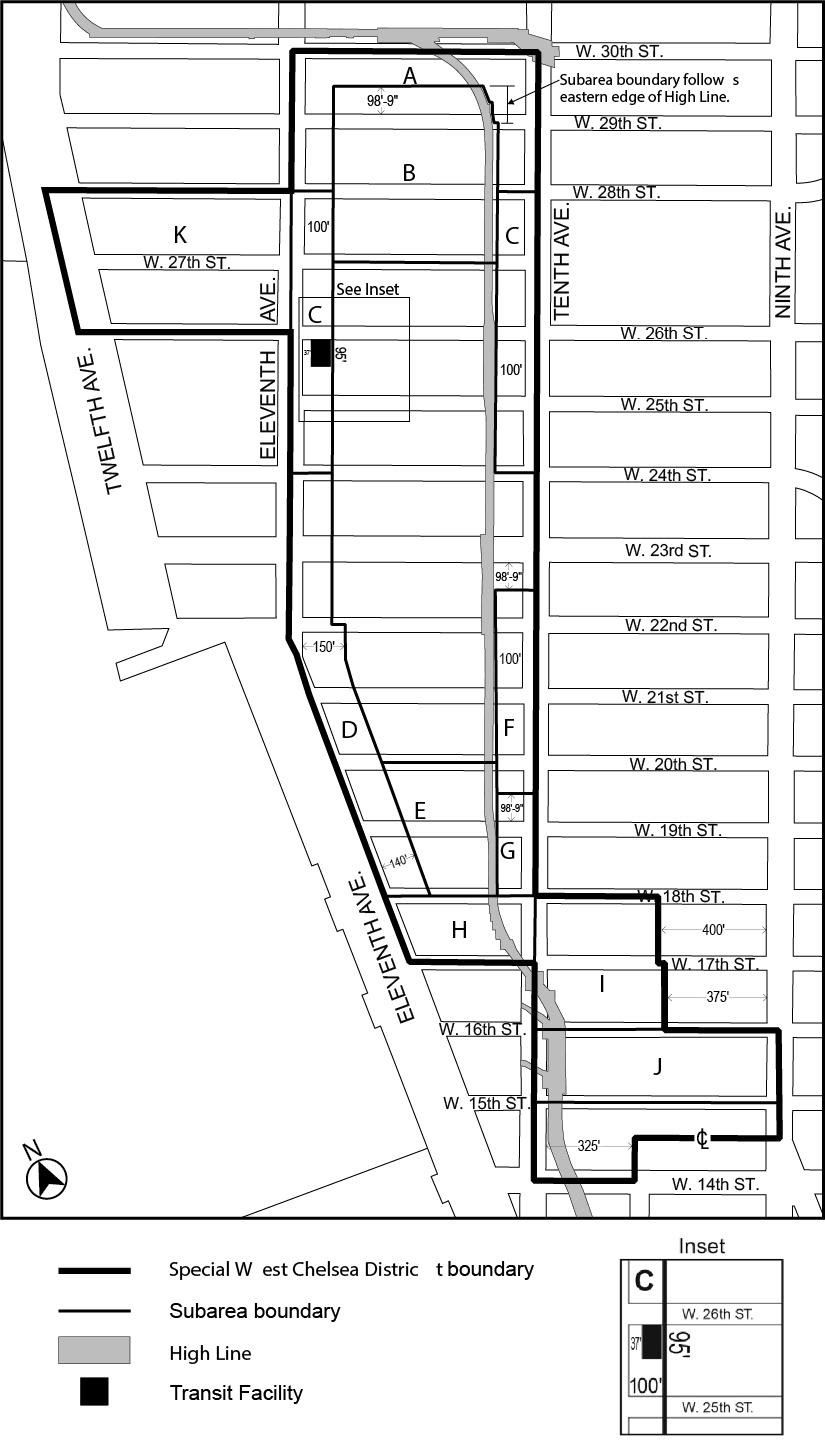 W. 30th ST.
A
Subarea boundary follow s
eastern edge of High Line.
98'-9"
W. 29th ST.
B
W. 28th ST.
100'
K
C
W. 27th ST.
TENTH AVE.
NINTH AVE.
See Inset
C
ELEVENTH AVE.
W. 26th ST.
37'
95'
TWELFTH AVE.
100'
W. 25th ST.
W. 24th ST.
W. 23rd ST.
98'-9"
W. 22nd ST.
150'
100'
W. 21st ST.
D
F
W. 20th ST.
E
98'-9"
W. 19th ST.
G
140'
ELEVENTH AVE.
W. 18th ST.
H
400'
W. 17th ST.
I
375'
W. 16th ST.
J
W. 15th ST.
℄
325'
N
W. 14th ST.
Special W est Chelsea Distric t boundary
Subarea boundary
High Line
Transit Facility
Inset
C
W. 26th ST.
37'
95'
100'
W. 25th ST.